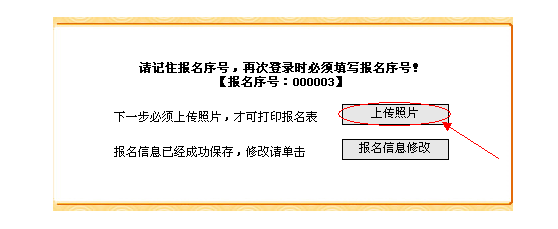 请记住报名序号，再次登录时必须填写报名序号！
【报名序号：000003】
下一步必须上传照片，才可打印报名表 上传照片
报名信息已经成功保存，修改请单击 报名信息修改